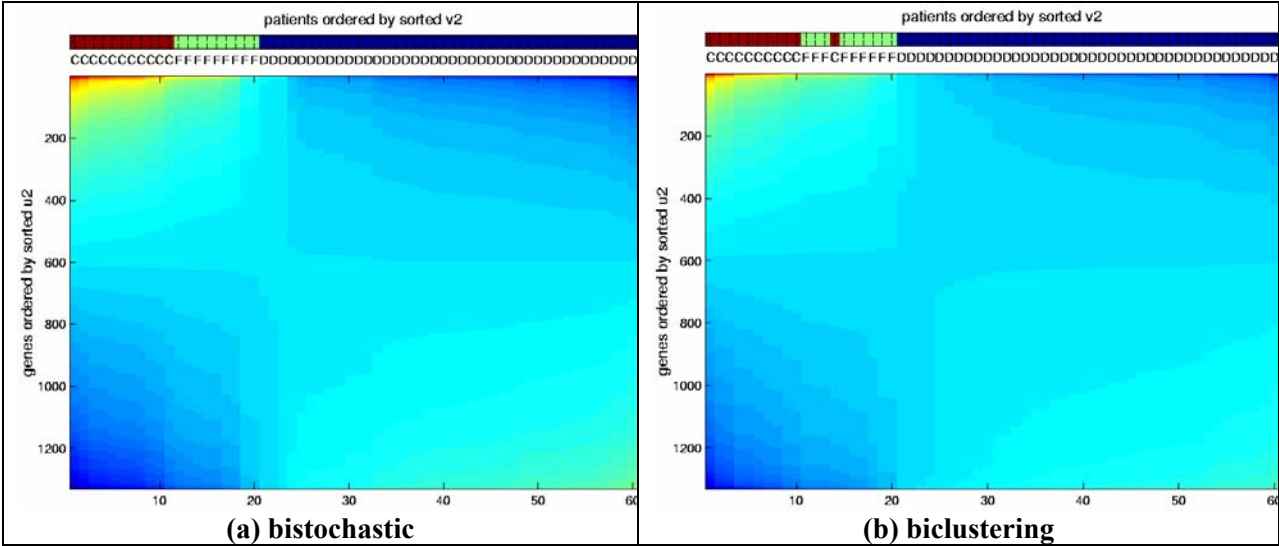 patients ordered by sorted v2
CCCCCCCCCCCFFFFFFFFFDDDDDDDDDDDDDDDDDDDDDDDDDDDDDDDDDDDDDDDD
genes ordered by sorted u2
200
400
600
800
1000
1200
10 20 30 40 50 60
(a) bistochastic
patients ordered by sorted v2
CCCCCCCCCCFFFCFFFFFFDDDDDDDDDDDDDDDDDDDDDDDDDDDDDDDDDDDDDDDD
genes ordered by sorted u2
200
400
600
800
1000
1200
10 20 30 40 50 60
(b) biclustering